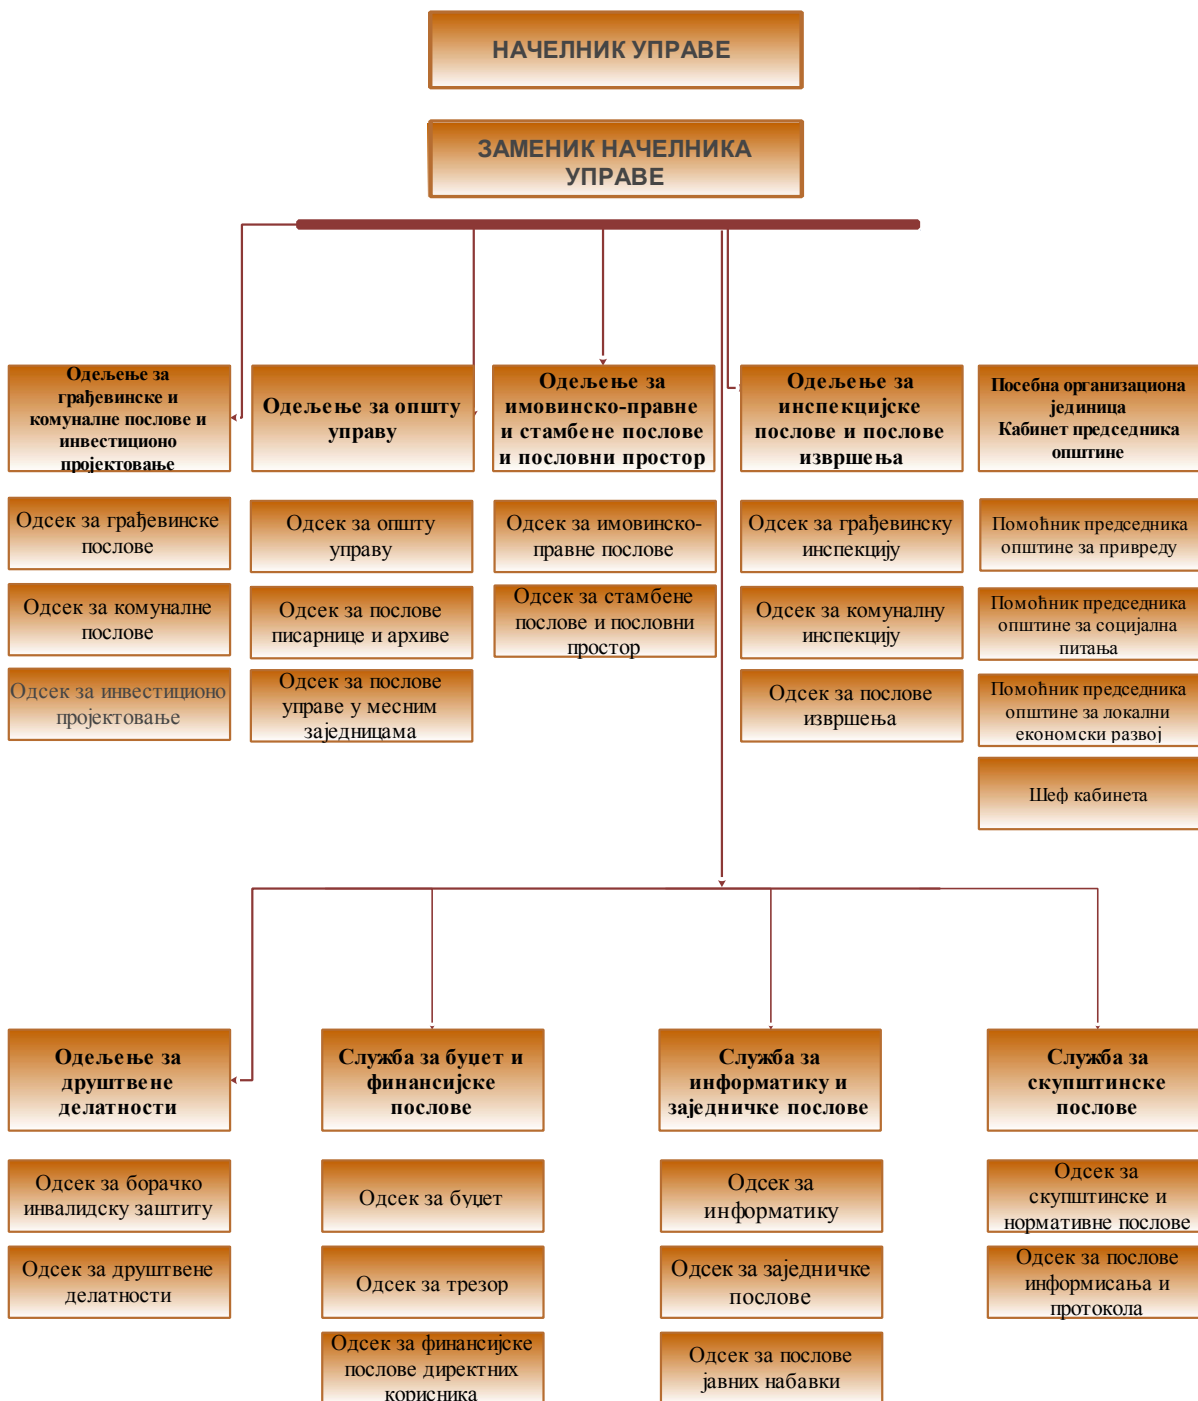 НАЧЕЛНИК УПРАВЕ
ЗАМЕНИК НАЧЕЛНИКА
УПРАВЕ
Одељење за
грађевинске и
комуналне послове и
инвестиционо
пројектовање
Одељење за општу
управу
Одељење за
имовинско-правне
и стамбене послове
и пословни простор
Одељење за
инспекцијске
послове и послове
извршења
Посебна организациона
јединица
Кабинет председника
општине
Одсек за грађевинске
послове
Одсек за општу
управу
Одсек за имовинско-
правне послове
Одсек за грађевинску
инспекцију
Помоћник председника
општине за привреду
Одсек за комуналне
послове
Одсек за послове
писарнице и архиве
Одсек за стамбене
послове и пословни
простор
Одсек за комуналну
инспекцију
Помоћник председника
општине за социјална
питања
Одсек за инвестиционо
пројектовање
Одсек за послове
управе у месним
заједницама
Одсек за послове
извршења
Помоћник председника
општине за локални
економски развој
Шеф кабинета
Одељење за
друштвене
делатности
Служба за буџет и
финансијске
послове
Служба за
информатику и
заједничке послове
Служба за
скупштинске
послове
Одсек за борачко
инвалидску заштиту
Одсек за буџет
Одсек за
информатику
Одсек за
скупштинске и
нормативне послове
Одсек за друштвене
делатности
Одсек за трезор
Одсек за заједничке
послове
Одсек за послове
информисања и
протокола
Одсек за финансијске
послове директних
корисника
Одсек за послове
јавних набавки